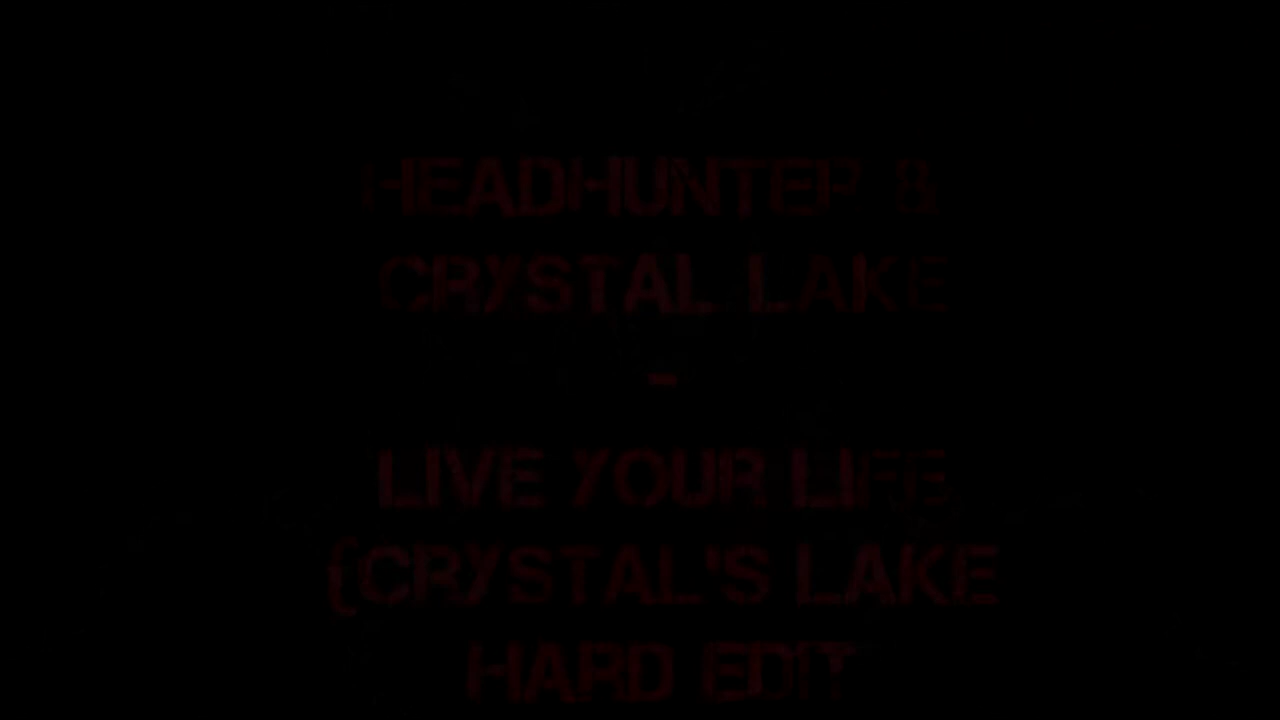 HEADHUNTER &
CRYSTAL LAKE
-
LIVE YOUR LIFE
{CRYSTAL'S LAKE
HARD EDIT